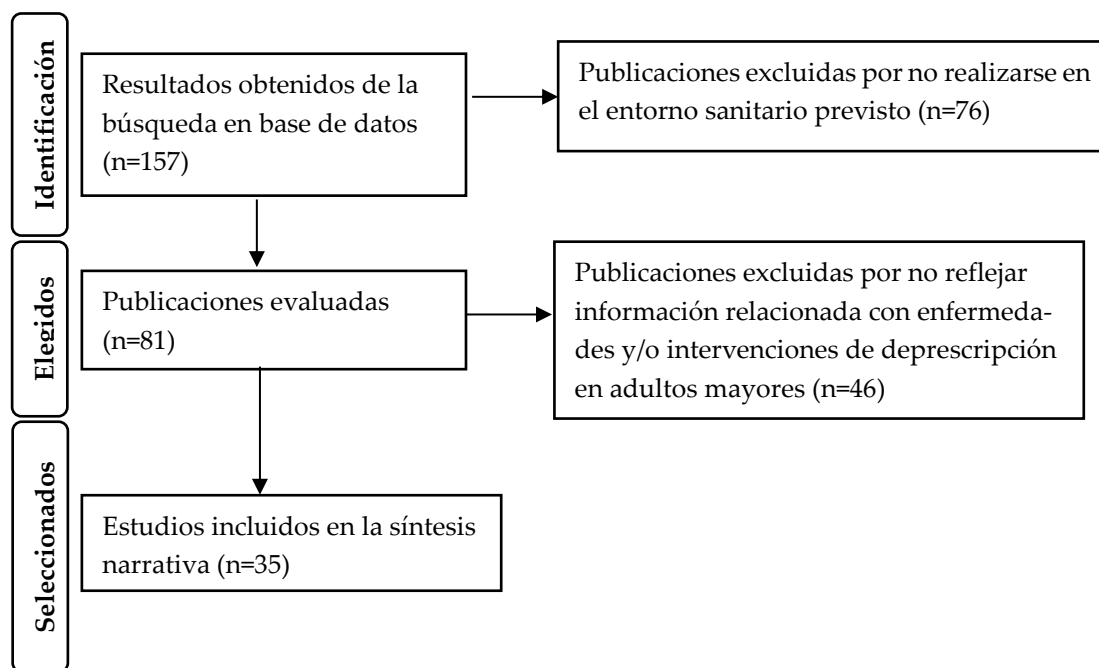 Identificación
Resultados obtenidos de la
búsqueda en base de datos
(n=157)
Publicaciones excluidas por no realizarse en
el entorno sanitario previsto (n=76)
Elegidos
Publicaciones evaluadas
(n=81)
Publicaciones excluidas por no reflejar
información relacionada con enfermeda-
des y/o intervenciones de deprescripción
en adultos mayores (n=46)
Seleccionados
Estudios incluidos en la síntesis
narrativa (n=35)